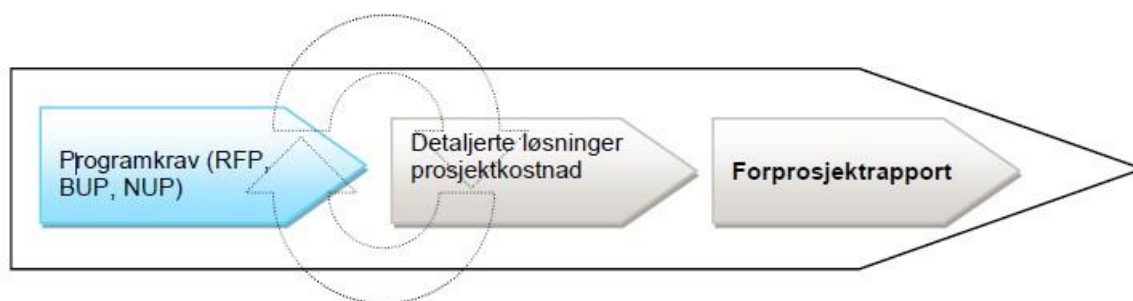 Programkrav (RFP,
BUP, NUP)
Detaljerte løsninger
prosjektkostnad
Forprosjektrapport